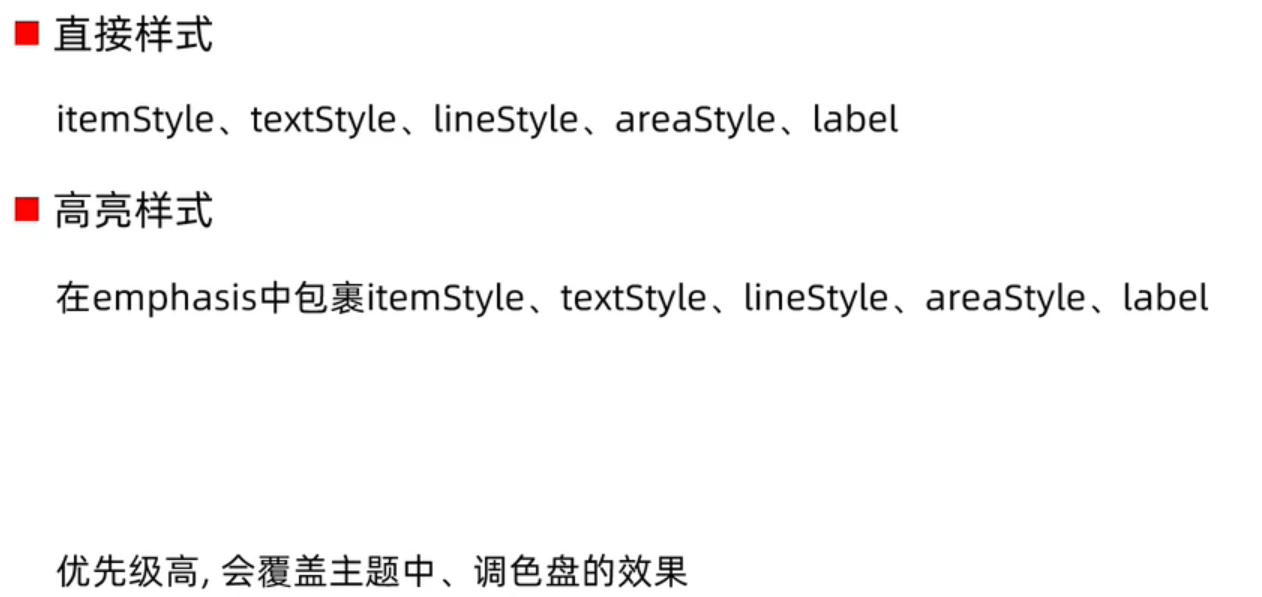 直接样式
itemStyle、textStyle、lineStyle、areaStyle、label
高亮样式
在emphasis中包裹itemStyle、textStyle、lineStyle、areaStyle、label
优先级高, 会覆盖主题中、调色盘的效果